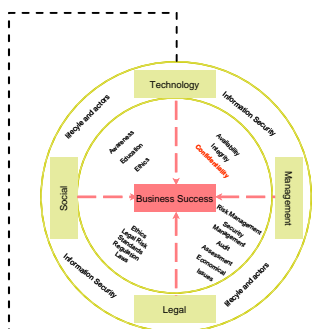 Technology
lifecyle and actors
Information Security
Awareness
Education
Ethics
Availability
Integrity
Confidentiality
Social
Business Success
Management
Ethics
Legal Risk
Standards
Regulation
Laws
Risk Management
Security
Management
Audit
Assessment
Economical
Issues
Information Security
lifecyle and actors
Legal